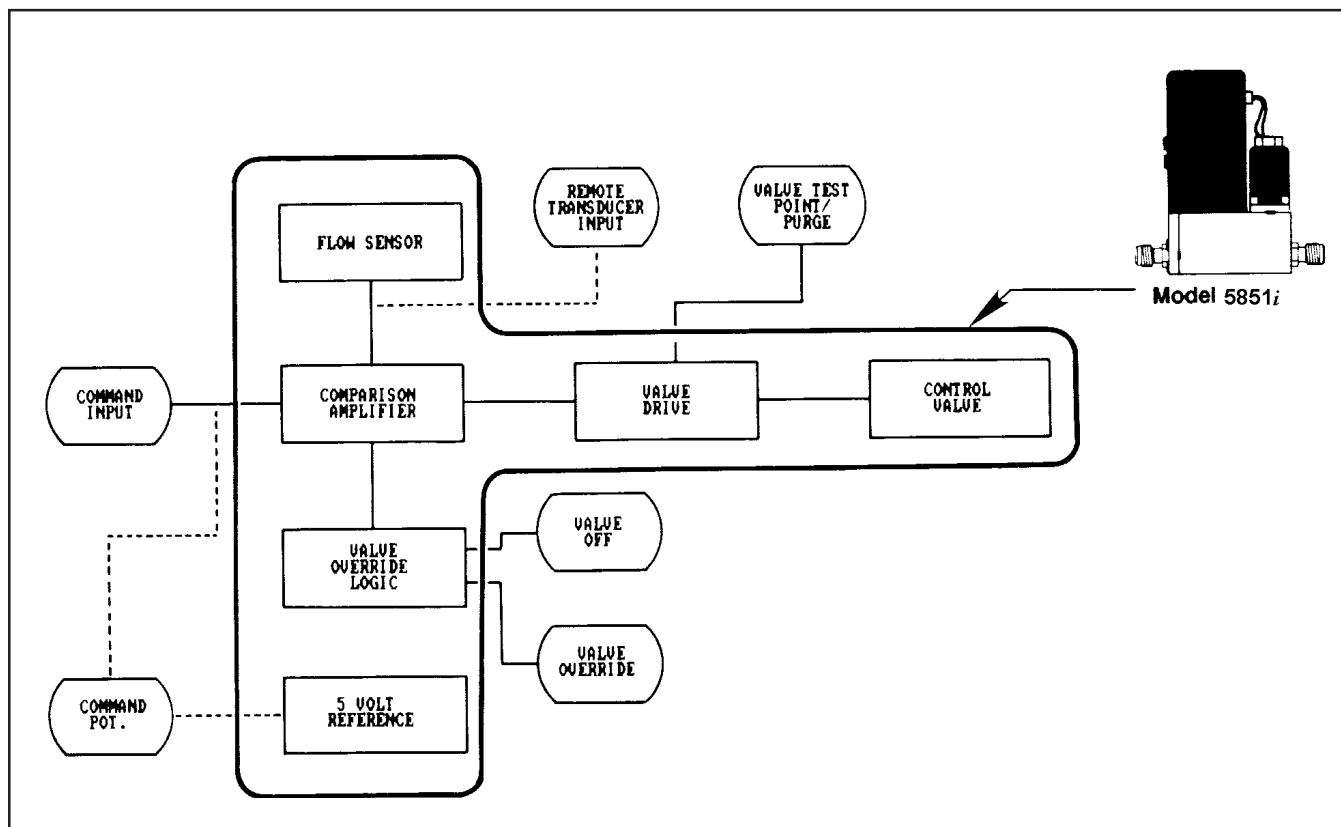 REMOTE
TRANSDUCER
INPUT
VALVE TEST
POINT/
PURGE
FLOW SENSOR
Model 5851i
COMMAND
INPUT
COMPARISON
AMPLIFIER
VALVE
DRIVE
CONTROL
VALVE
VALVE
OVERRIDE
LOGIC
VALVE
OFF
VALVE
OVERRIDE
COMMAND
POT.
5 VOLT
REFERENCE